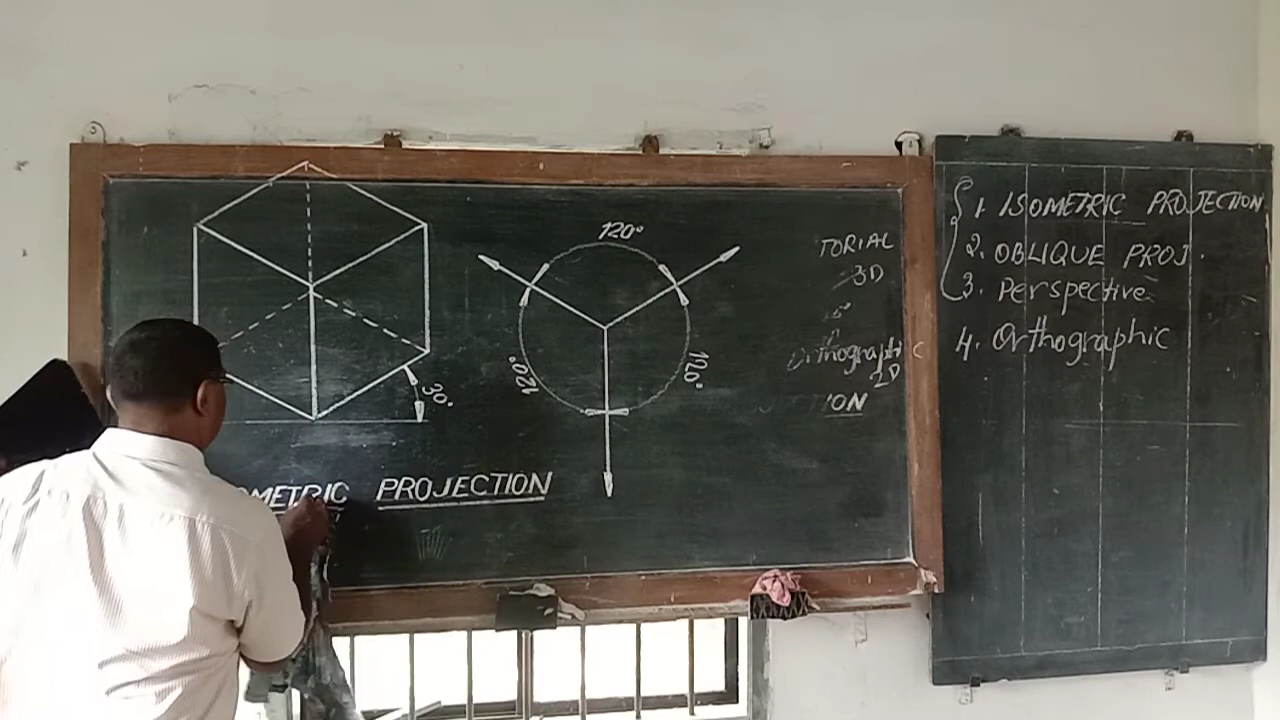 120°
120°
120°
30°
OMETRIC PROJECTION
TORIAL
3D
Orthographic
2D
ION
1. ISOMETRIC PROJECTION
2. OBLIQUE PROJ.
3. Perspective
4. Orthographic